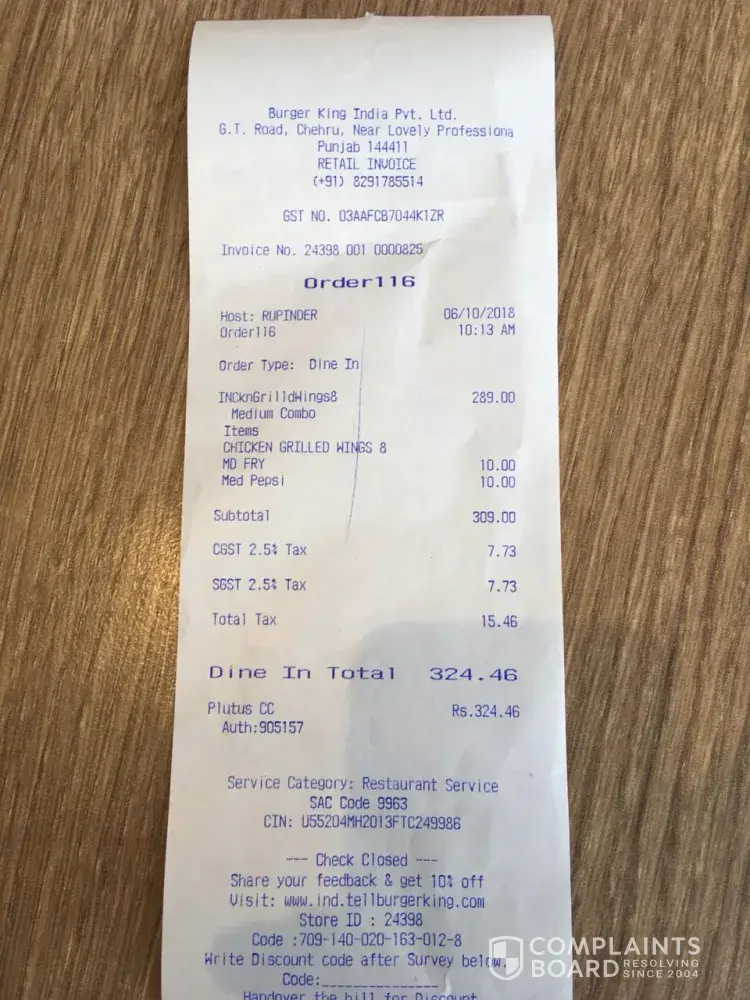 Burger King India Pvt. Ltd.
G.T. Road, Chehru, Near Lovely Professiona
Punjab 144411
RETAIL INVOICE
(+91) 8291785514
GST NO. 03AAFCB7044K1ZR
Invoice No. 24398 001 0000825
Order116
Host: RUPINDER 06/10/2018
Order116 10:13 AM
Order Type: Dine In
INCknGrilldWings8 289.00
Medium Combo
Items
CHICKEN GRILLED WINGS 8
MD FRY 10.00
Med Pepsi 10.00
Subtotal 309.00
CGST 2.5% Tax 7.73
SGST 2.5% Tax 7.73
Total Tax 15.46
Dine In Total 324.46
Plutus CC Rs.324.46
Auth:905157
Service Category: Restaurant Service
SAC Code 9963
CIN: U55204MH2013FTC249986
--- Check Closed ---
Share your feedback & get 10% off
Visit: www.ind.tellburgerking.com
Store ID : 24398
Code :709-140-020-163-012-8
Write Discount code after Survey below.
Code:_______________
Handover the bill for Discount
COMPLAINTS
BOARD RESOLVING SINCE 2004